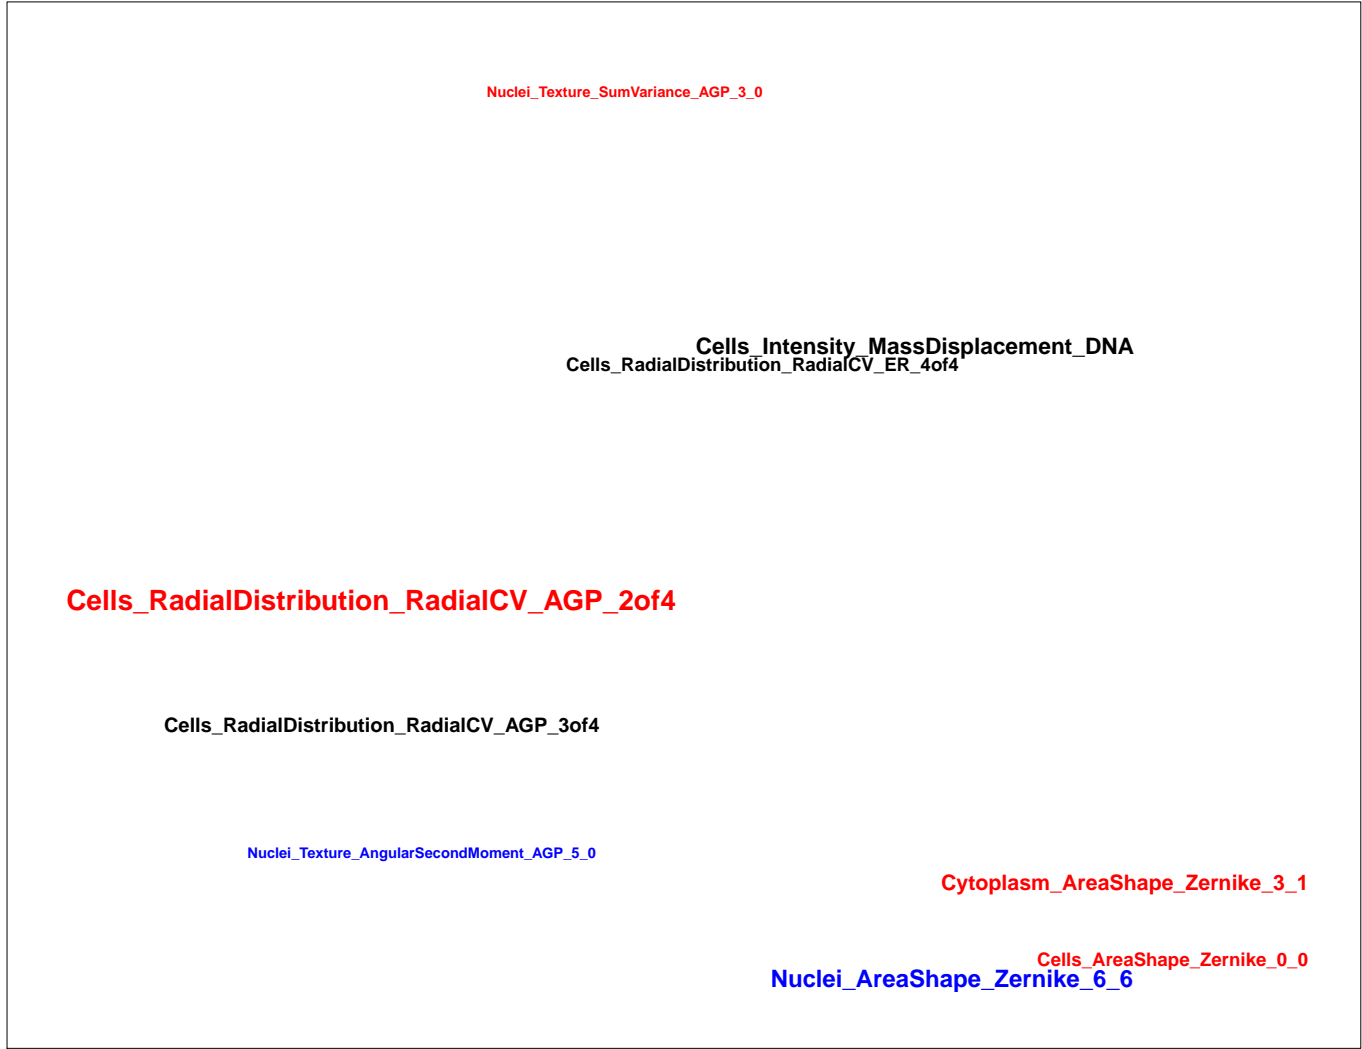 Nuclei_Texture_SumVariance_AGP_3_0
Cells_Intensity_MassDisplacement_DNA
Cells_RadialDistribution_RadialCV_ER_4of4
Cells_RadialDistribution_RadialCV_AGP_2of4
Cells_RadialDistribution_RadialCV_AGP_3of4
Nuclei_Texture_AngularSecondMoment_AGP_5_0
Cytoplasm_AreaShape_Zernike_3_1
Cells_AreaShape_Zernike_0_0
Nuclei_AreaShape_Zernike_6_6